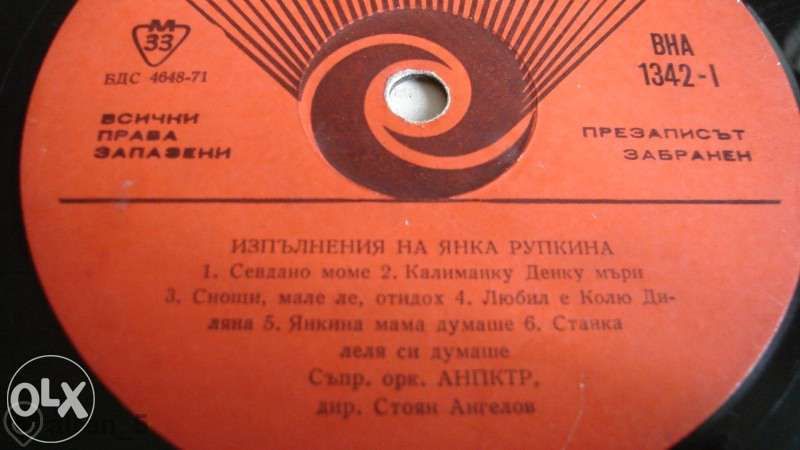 М
33
БДС 4648-71
ВНА
1342-I
ВСИЧНИ
ПРАВА
ЗАПАЗЕНИ
ПРЕЗАПИСЪТ
ЗАБРАНЕН
ИЗПЪЛНЕНИЯ НА ЯНКА РУПКИНА
1. Севдано моме 2. Калиманку Денку мъри
3. Снощи, мале ле, отидох 4. Любил е Колю Ди-
ляна 5. Янкина мама думаше 6. Станка
леля си думаше
Съпр. орк. АНПКТР,
дир. Стоян Ангелов
OLX